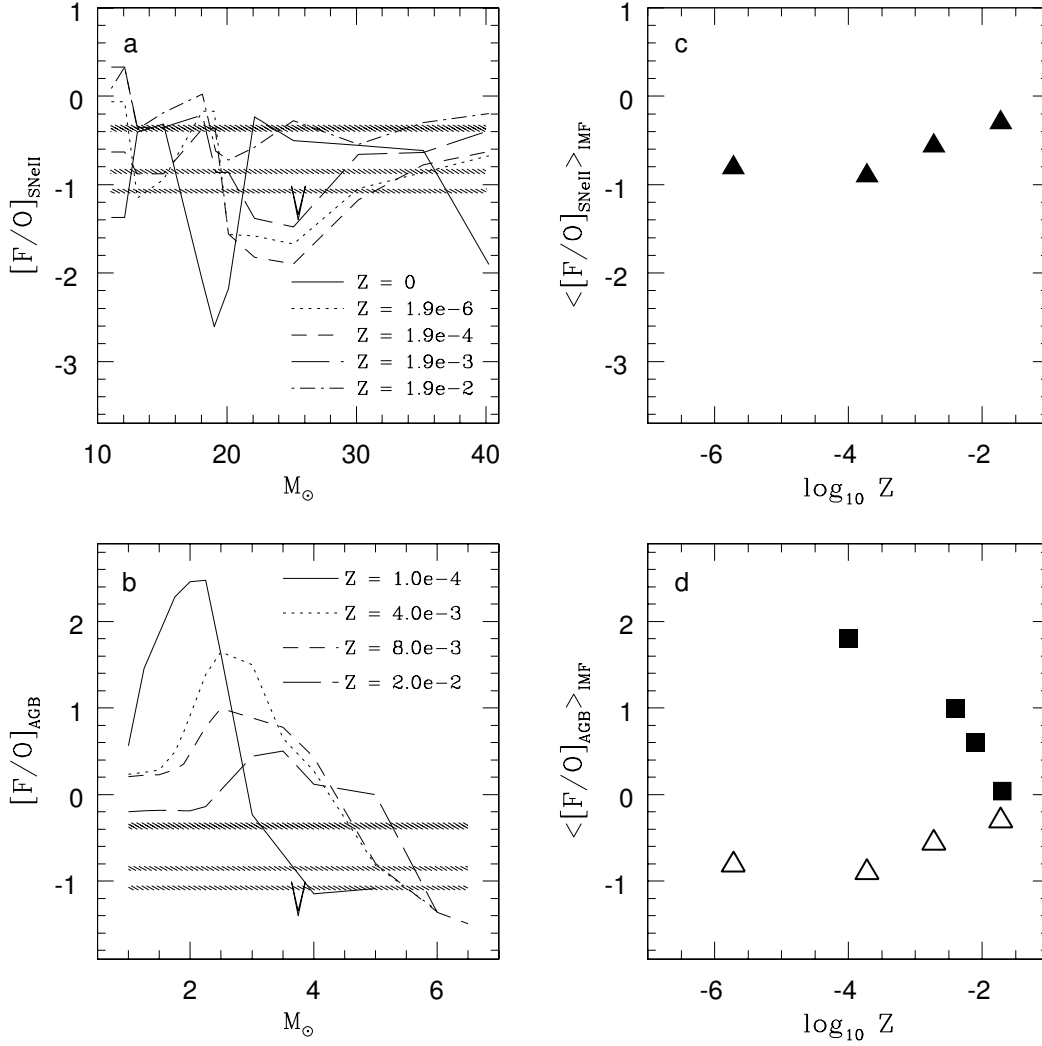 a
1
0
-1
-2
-3
[F/O]SNeII
Z = 0
Z = 1.9e−6
Z = 1.9e−4
Z = 1.9e−3
Z = 1.9e−2
10
20
30
40
M⊙
c
1
0
-1
-2
-3
<[F/O]SNeII>IMF
-6
-4
-2
log10 Z
b
2
1
0
-1
[F/O]AGB
Z = 1.0e−4
Z = 4.0e−3
Z = 8.0e−3
Z = 2.0e−2
2
4
6
M⊙
d
2
1
0
-1
<[F/O]AGB>IMF
-6
-4
-2
log10 Z